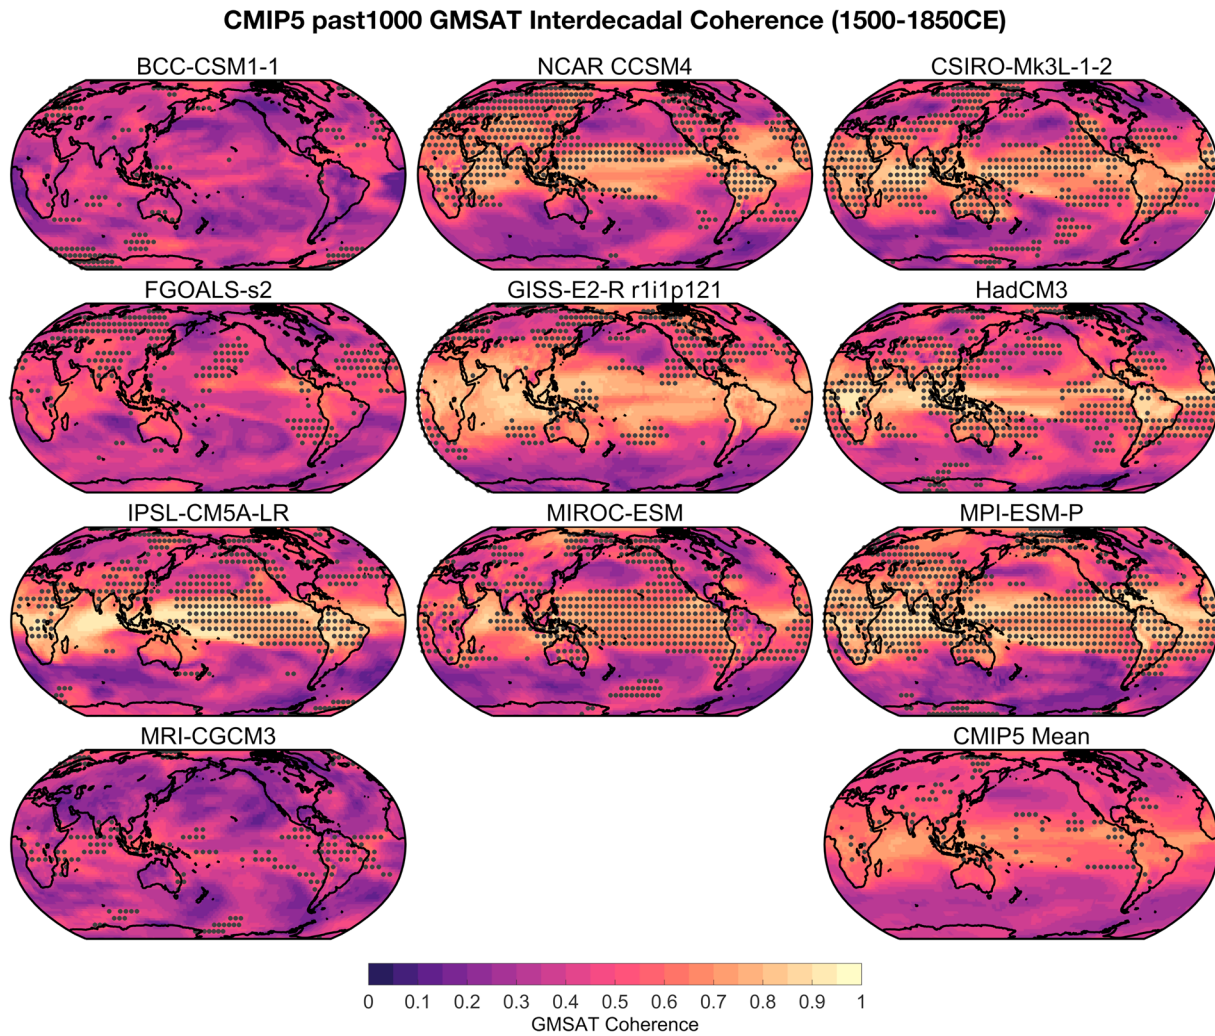 CMIP5 past1000 GMSAT Interdecadal Coherence (1500-1850CE)
BCC-CSM1-1
NCAR CCSM4
CSIRO-Mk3L-1-2
FGOALS-s2
GISS-E2-R r1i1p121
HadCM3
IPSL-CM5A-LR
MIROC-ESM
MPI-ESM-P
MRI-CGCM3
CMIP5 Mean
0 0.1 0.2 0.3 0.4 0.5 0.6 0.7 0.8 0.9 1
GMSAT Coherence